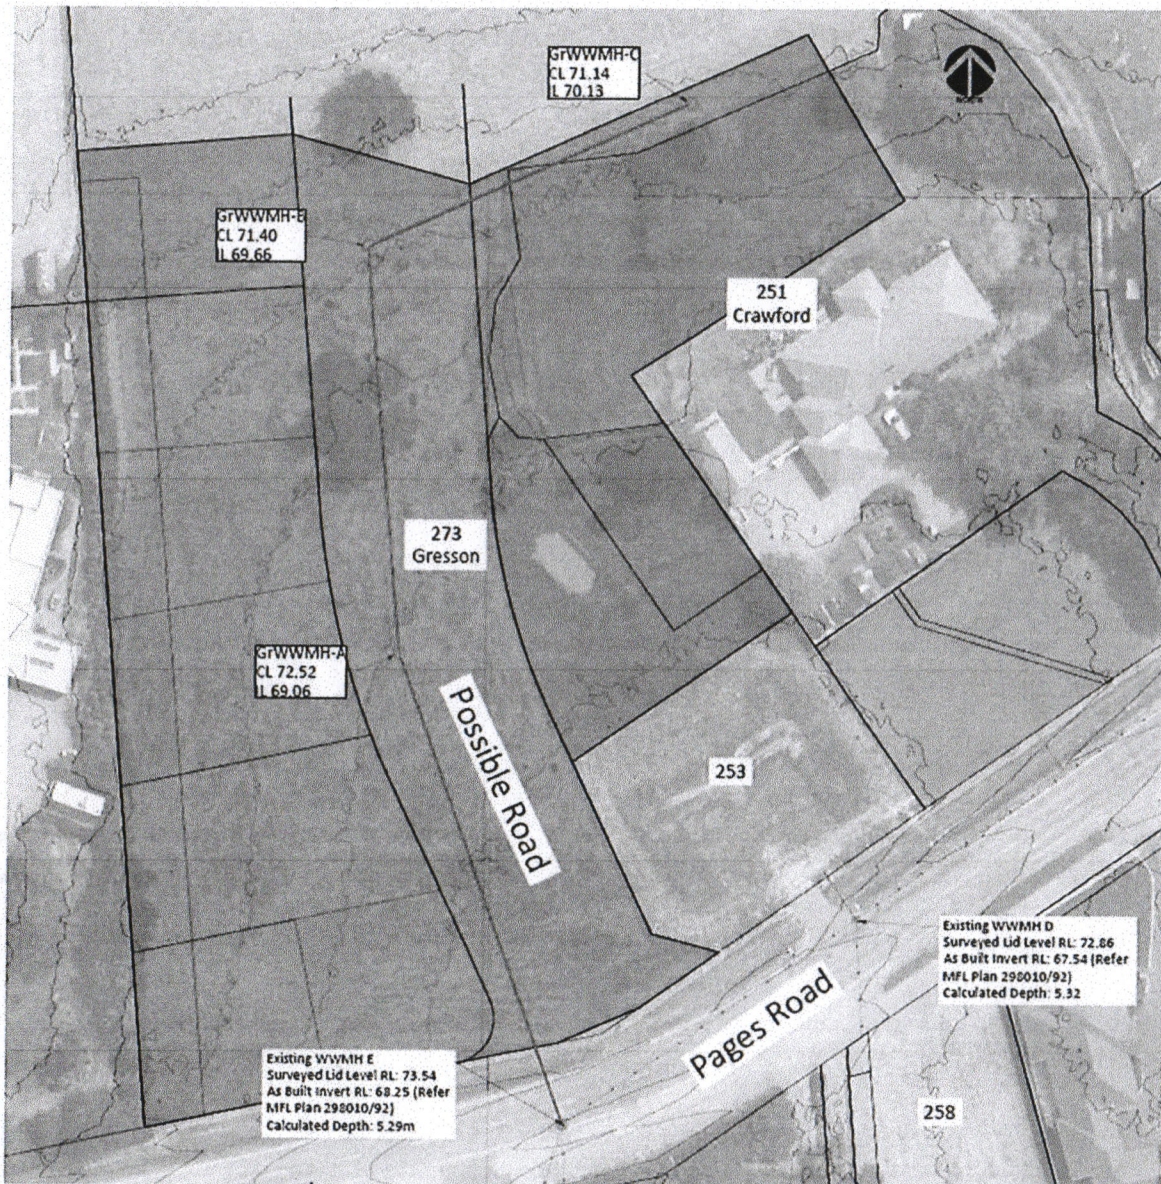 GrWWMH-C
CL 71.14
IL 70.13
NORTH
GrWWMH-B
CL 71.40
IL 69.66
251
Crawford
273
Gresson
GrWWMH-A
CL 72.52
IL 69.06
Possible Road
253
Existing WWMH D
Surveyed Lid Level RL: 72.86
As Built Invert RL: 67.54 (Refer
MFL Plan 298010/92)
Calculated Depth: 5.32
Pages Road
Existing WWMH E
Surveyed Lid Level RL: 73.54
As Built Invert RL: 68.25 (Refer
MFL Plan 298010/92)
Calculated Depth: 5.29m
258